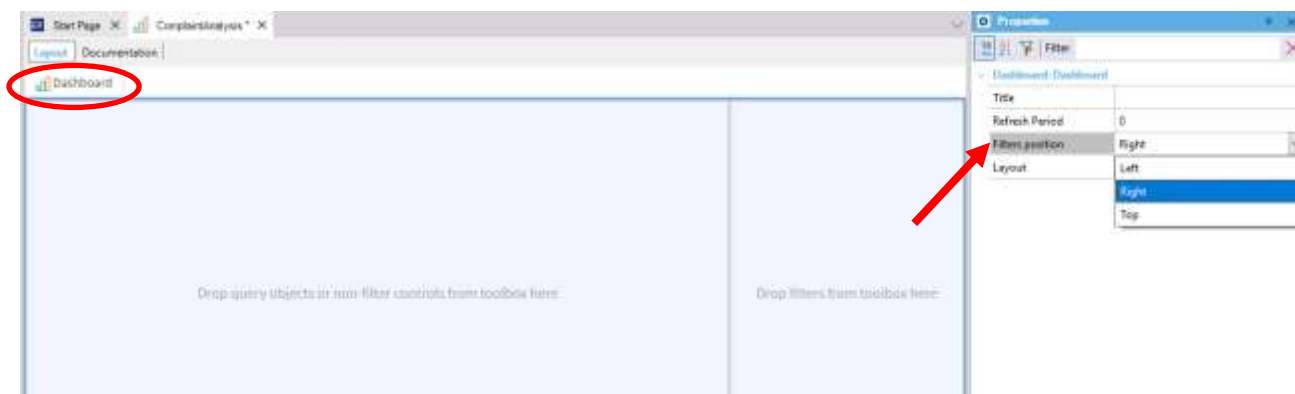 Start Page
ComplaintAnalysis *
Layout Documentation
Dashboard
Drop query objects or non-filter controls from toolbox here
Drop filters from toolbox here
Properties
Filter
Dashboard: Dashboard
Title
Refresh Period 0
Filters position Right
Layout
Left
Right
Top